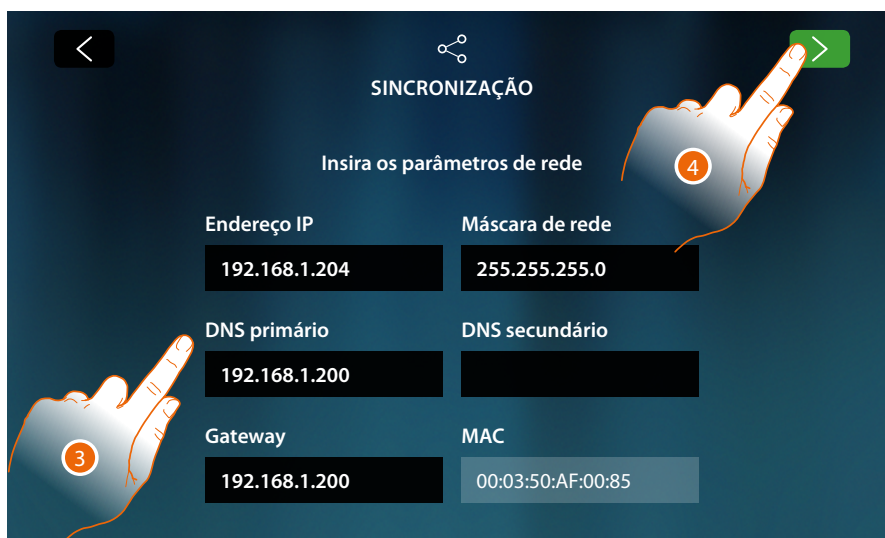 SINCRONIZAÇÃO
Insira os parâmetros de rede
4
Endereço IP
Máscara de rede
192.168.1.204
255.255.255.0
DNS primário
DNS secundário
192.168.1.200
Gateway
MAC
3
192.168.1.200
00:03:50:AF:00:85